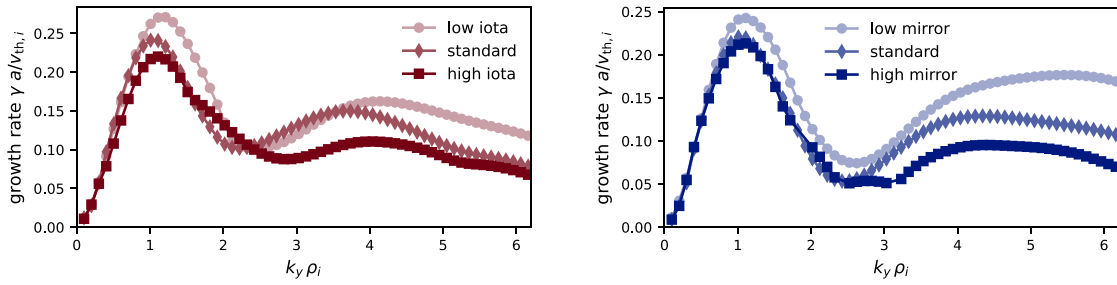 growth rate γ a/v_th,i
0.25
0.20
0.15
0.10
0.05
0.00
low iota
standard
high iota
0 1 2 3 4 5 6
k_y ρ_i
growth rate γ a/v_th,i
0.25
0.20
0.15
0.10
0.05
0.00
low mirror
standard
high mirror
0 1 2 3 4 5 6
k_y ρ_i